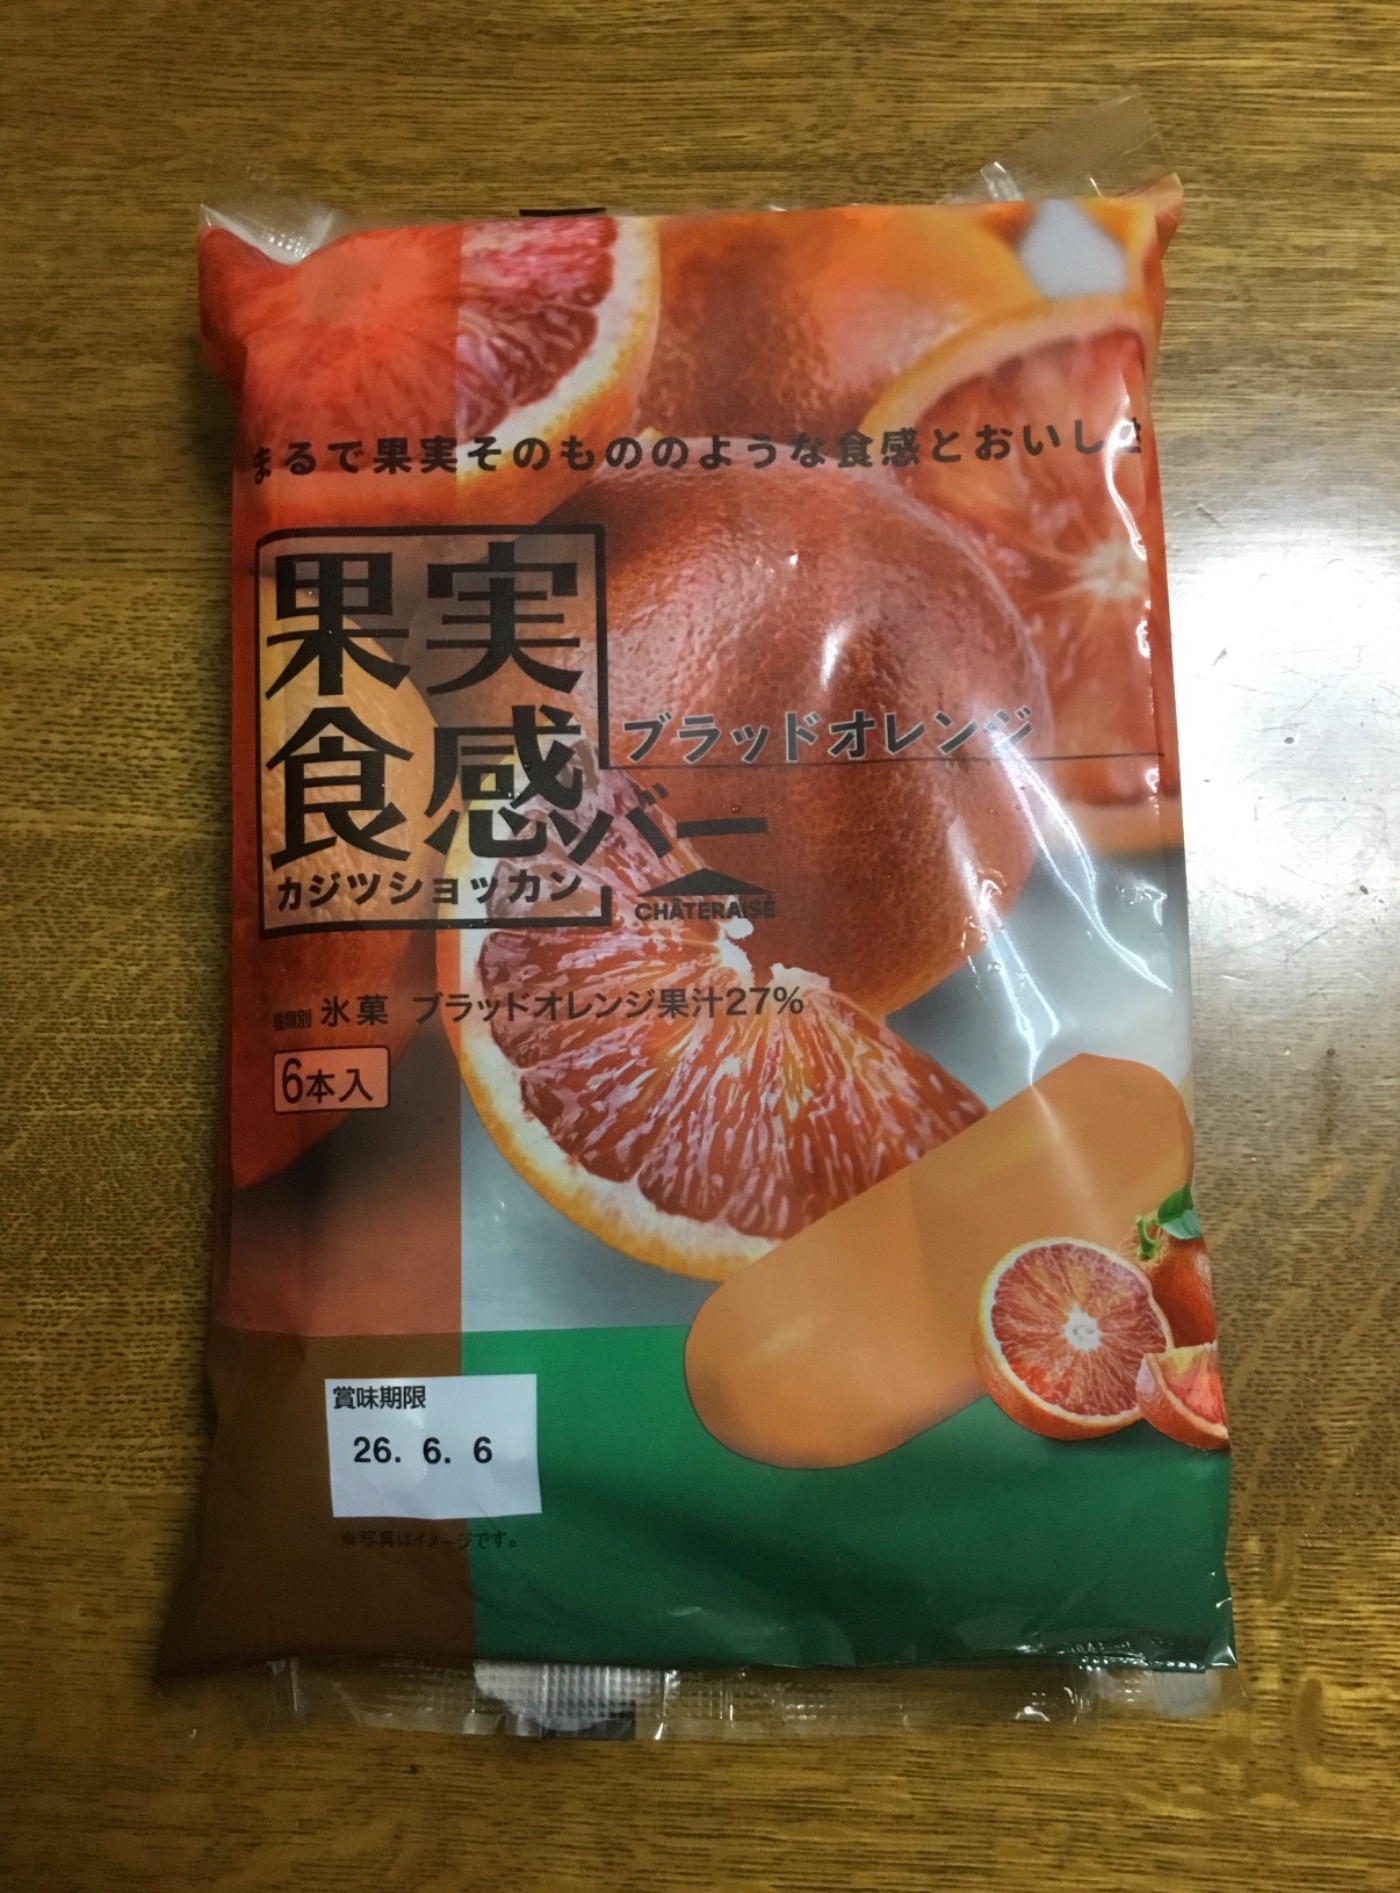 まるで果実そのもののような食感とおいしさ
果実
食感バー
カジツショッカン
ブラッドオレンジ
CHÂTERAISÉ
種類別 氷菓 ブラッドオレンジ果汁27%
6本入
賞味期限
26. 6. 6
※写真はイメージです。